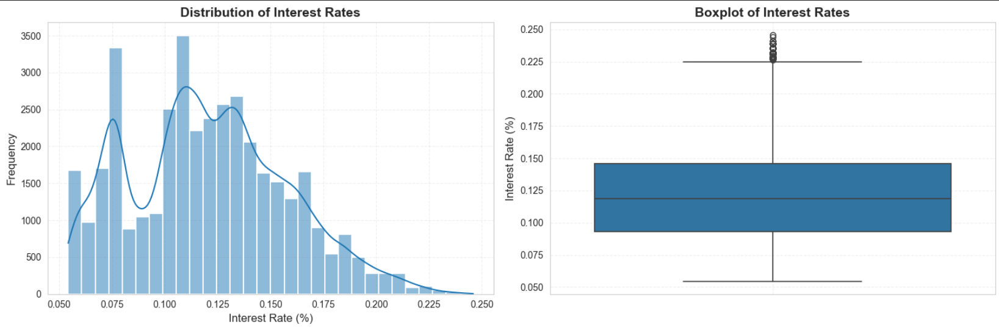 Distribution of Interest Rates
3500
3000
2500
2000
1500
1000
500
0
Frequency
0.050 0.075 0.100 0.125 0.150 0.175 0.200 0.225 0.250
Interest Rate (%)
Boxplot of Interest Rates
0.250
0.225
0.200
0.175
0.150
0.125
0.100
0.075
0.050
Interest Rate (%)